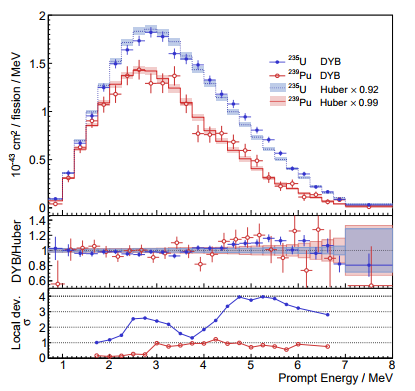 2
1.5
1
0.5
0
10⁻⁴³ cm² / fission / MeV
²³⁵U DYB
²³⁹Pu DYB
²³⁵U Huber × 0.92
²³⁹Pu Huber × 0.99
1.4
1.2
1
0.8
0.6
DYB/Huber
4
3
2
1
0
Local dev.
σ
1 2 3 4 5 6 7 8
Prompt Energy / MeV